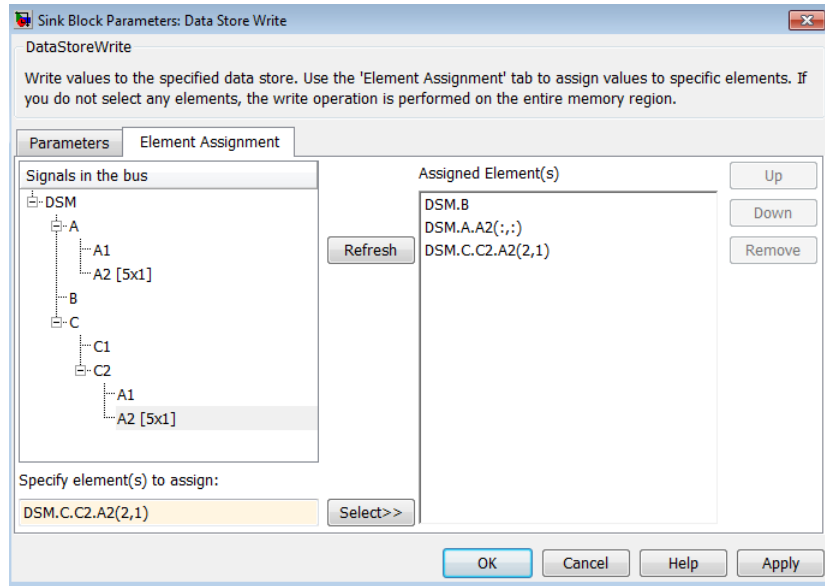 Sink Block Parameters: Data Store Write
DataStoreWrite
Write values to the specified data store. Use the 'Element Assignment' tab to assign values to specific elements. If
you do not select any elements, the write operation is performed on the entire memory region.
Parameters
Element Assignment
Signals in the bus
DSM
A
A1
A2 [5x1]
B
C
C1
C2
A1
A2 [5x1]
Specify element(s) to assign:
DSM.C.C2.A2(2,1)
Refresh
Select>>
Assigned Element(s)
DSM.B
DSM.A.A2(:,:)
DSM.C.C2.A2(2,1)
Up
Down
Remove
OK
Cancel
Help
Apply